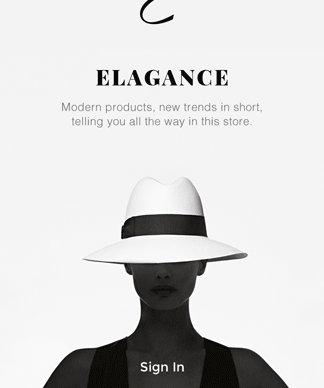 ELAGANCE
Modern products, new trends in short,
telling you all the way in this store.
Sign In